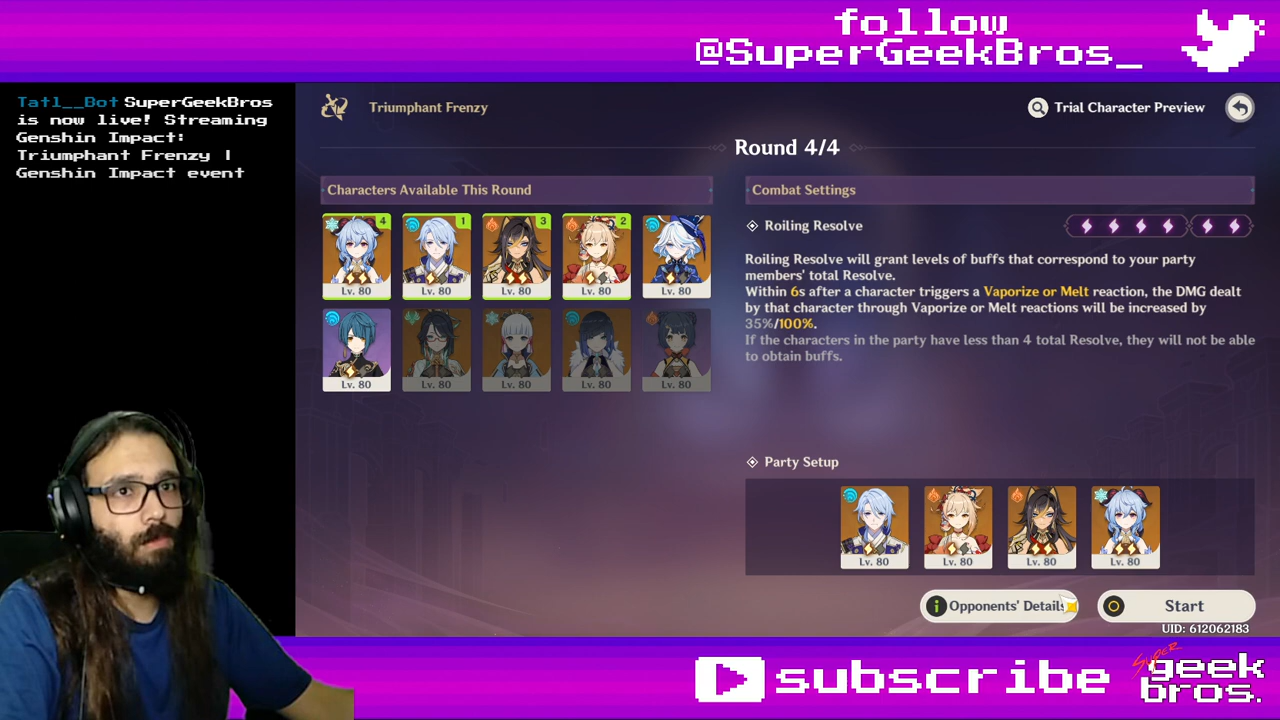 follow
@SuperGeekBros_
Tatl__Bot SuperGeekBros
is now live! Streaming
Genshin Impact:
Triumphant Frenzy |
Genshin Impact event
Triumphant Frenzy
Trial Character Preview
Round 4/4
Characters Available This Round
4
1
3
2
Lv. 80
Lv. 80
Lv. 80
Lv. 80
Lv. 80
Lv. 80
Lv. 80
Lv. 80
Lv. 80
Lv. 80
Combat Settings
Roiling Resolve
Roiling Resolve will grant levels of buffs that correspond to your party
members' total Resolve.
Within 6s after a character triggers a Vaporize or Melt reaction, the DMG dealt
by that character through Vaporize or Melt reactions will be increased by
35%/100%.
If the characters in the party have less than 4 total Resolve, they will not be able
to obtain buffs.
Party Setup
Lv. 80
Lv. 80
Lv. 80
Lv. 80
Opponents' Details
Start
UID: 612062183
subscribe
SUPER
geek
bros.